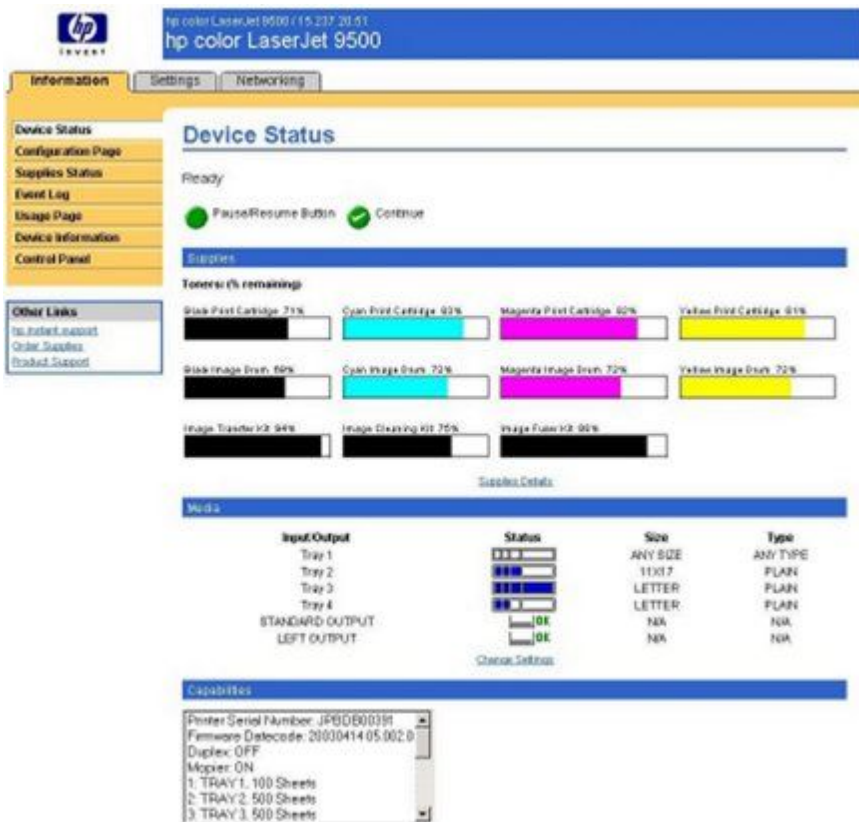 hp
invent
hp color LaserJet 9500 / 15.237.20.51
hp color LaserJet 9500
Information
Settings
Networking
Device Status
Configuration Page
Supplies Status
Event Log
Usage Page
Device Information
Control Panel
Other Links
hp instant support
Order Supplies
Product Support
Device Status
Ready
Pause/Resume Button
Continue
Supplies
Toners: (% remaining)
Black Print Cartridge 71%
Cyan Print Cartridge
Magenta Print Cartridge
Yellow Print Cartridge
Black Image Drum
Cyan Image Drum 72%
Magenta Image Drum
Yellow Image Drum 72%
Image Transfer Kit 94%
Image Cleaning Kit 75%
Image Fuser Kit
Supplies Details
Media
Input/Output Status Size Type
Tray 1 ANY SIZE ANY TYPE
Tray 2 11X17 PLAIN
Tray 3 LETTER PLAIN
Tray 4 LETTER PLAIN
STANDARD OUTPUT OK N/A N/A
LEFT OUTPUT OK N/A N/A
Change Settings
Capabilities
Printer Serial Number: JPBDB00391
Firmware Datecode: 20030414 05.002.0
Duplex: OFF
Mopier: ON
1: TRAY 1, 100 Sheets
2: TRAY 2, 500 Sheets
3: TRAY 3, 500 Sheets